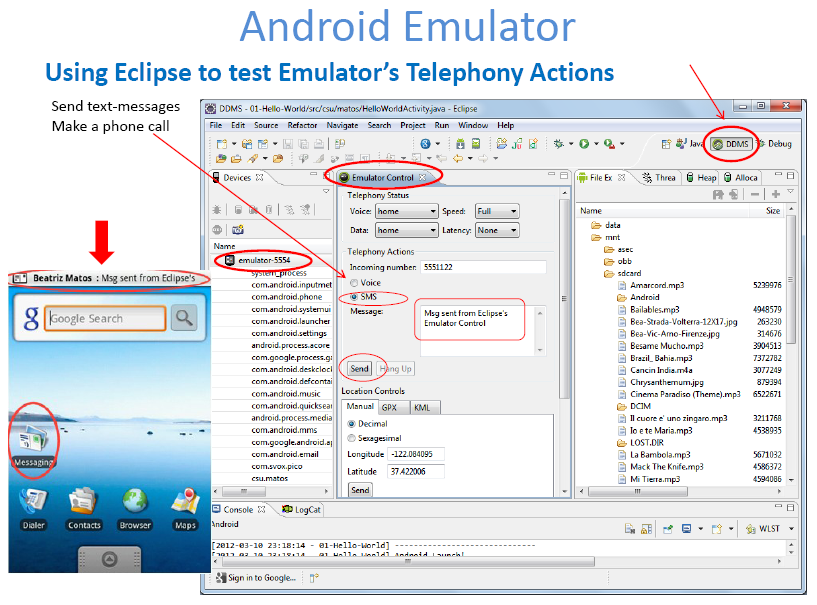 Android Emulator
Using Eclipse to test Emulator's Telephony Actions
Send text-messages
Make a phone call
DDMS - 01-Hello-World/src/csu/matos/HelloWorldActivity.java - Eclipse
File Edit Source Refactor Navigate Search Project Run Window Help
Java DDMS Debug
Devices
Name
emulator-5554
system_process
com.android.inputmet
com.android.phone
com.android.systemui
com.android.launcher
com.android.settings
android.process.acore
com.google.process.ga
com.android.deskclock
com.android.defcontai
com.android.music
com.android.quicksear
android.process.media
com.android.mms
com.google.android.ap
com.android.email
com.svox.pico
csu.matos
Emulator Control
Telephony Status
Voice: home Speed: Full
Data: home Latency: None
Telephony Actions
Incoming number: 5551122
Voice
SMS
Message:
Msg sent from Eclipse's
Emulator Control
Send Hang Up
Location Controls
Manual GPX KML
Decimal
Sexagesimal
Longitude -122.084095
Latitude 37.422006
Send
File Ex Threa Heap Alloca
Name Size
data
mnt
asec
obb
sdcard
Amarcord.mp3 5239976
Android
Bailables.mp3 4948579
Bea-Strada-Volterra-12X17.jpg 263230
Bea-Vic-Arno-Firenze.jpg 314676
Besame Mucho.mp3 3904513
Brazil_ Bahia.mp3 7372782
Cancin India.m4a 3077249
Chrysanthemum.jpg 879394
Cinema Paradiso (Theme).mp3 6522671
DCIM
Il cuore e' uno zingaro.mp3 3211768
Io e te Maria.mp3 4538935
LOST.DIR
La Bambola.mp3 5671032
Mack The Knife.mp3 4586372
Mi Tierra.mp3 4594086
Console LogCat
Android
WLST
[2012-03-10 23:18:14 - 01-Hello-World] ------------------------------
[2012-03-10 23:18:14 - 01-Hello-World] Android Launch!
Sign in to Google...
Beatriz Matos : Msg sent from Eclipse's
g Google Search
Messaging
Dialer Contacts Browser Maps